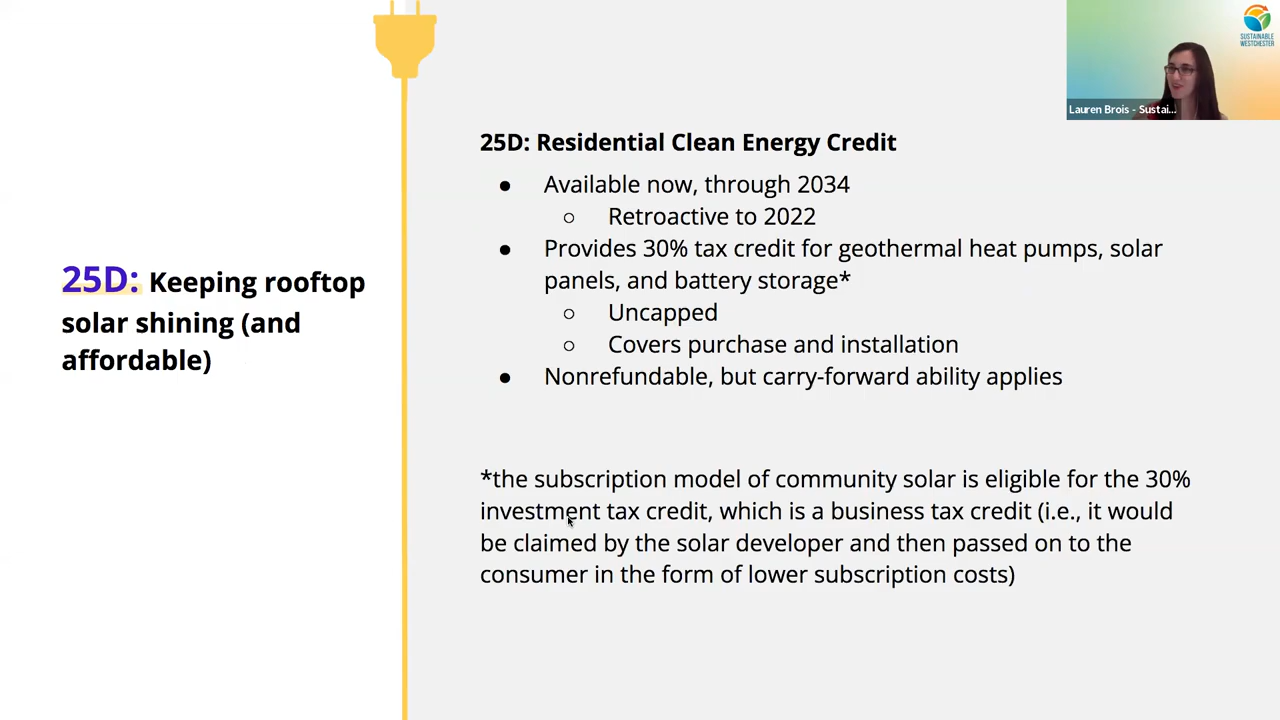 25D: Keeping rooftop
solar shining (and
affordable)
25D: Residential Clean Energy Credit
● Available now, through 2034
○ Retroactive to 2022
● Provides 30% tax credit for geothermal heat pumps, solar
panels, and battery storage*
○ Uncapped
○ Covers purchase and installation
● Nonrefundable, but carry-forward ability applies
*the subscription model of community solar is eligible for the 30%
investment tax credit, which is a business tax credit (i.e., it would
be claimed by the solar developer and then passed on to the
consumer in the form of lower subscription costs)
SUSTAINABLE
WESTCHESTER
Lauren Brois - Sustai...